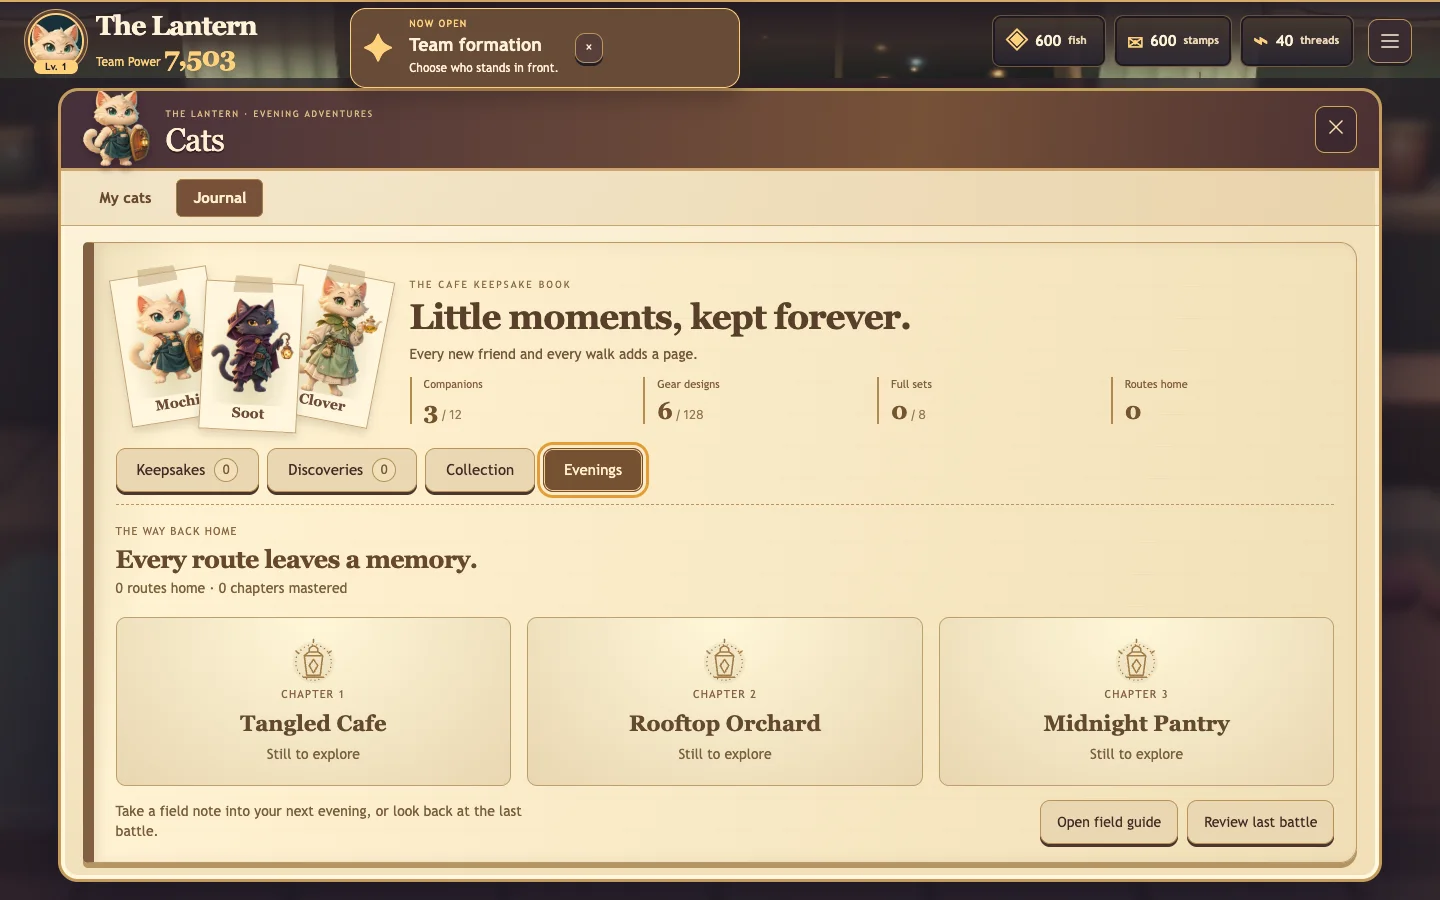 The Lantern
Lv. 1
Team Power 7,503
NOW OPEN
Team formation
Choose who stands in front.
×
600 fish
600 stamps
40 threads
THE LANTERN · EVENING ADVENTURES
Cats
My cats
Journal
Mochi
Soot
Clover
THE CAFE KEEPSAKE BOOK
Little moments, kept forever.
Every new friend and every walk adds a page.
Companions
3 / 12
Gear designs
6 / 128
Full sets
0 / 8
Routes home
0
Keepsakes 0
Discoveries 0
Collection
Evenings
THE WAY BACK HOME
Every route leaves a memory.
0 routes home · 0 chapters mastered
CHAPTER 1
Tangled Cafe
Still to explore
CHAPTER 2
Rooftop Orchard
Still to explore
CHAPTER 3
Midnight Pantry
Still to explore
Take a field note into your next evening, or look back at the last
battle.
Open field guide
Review last battle